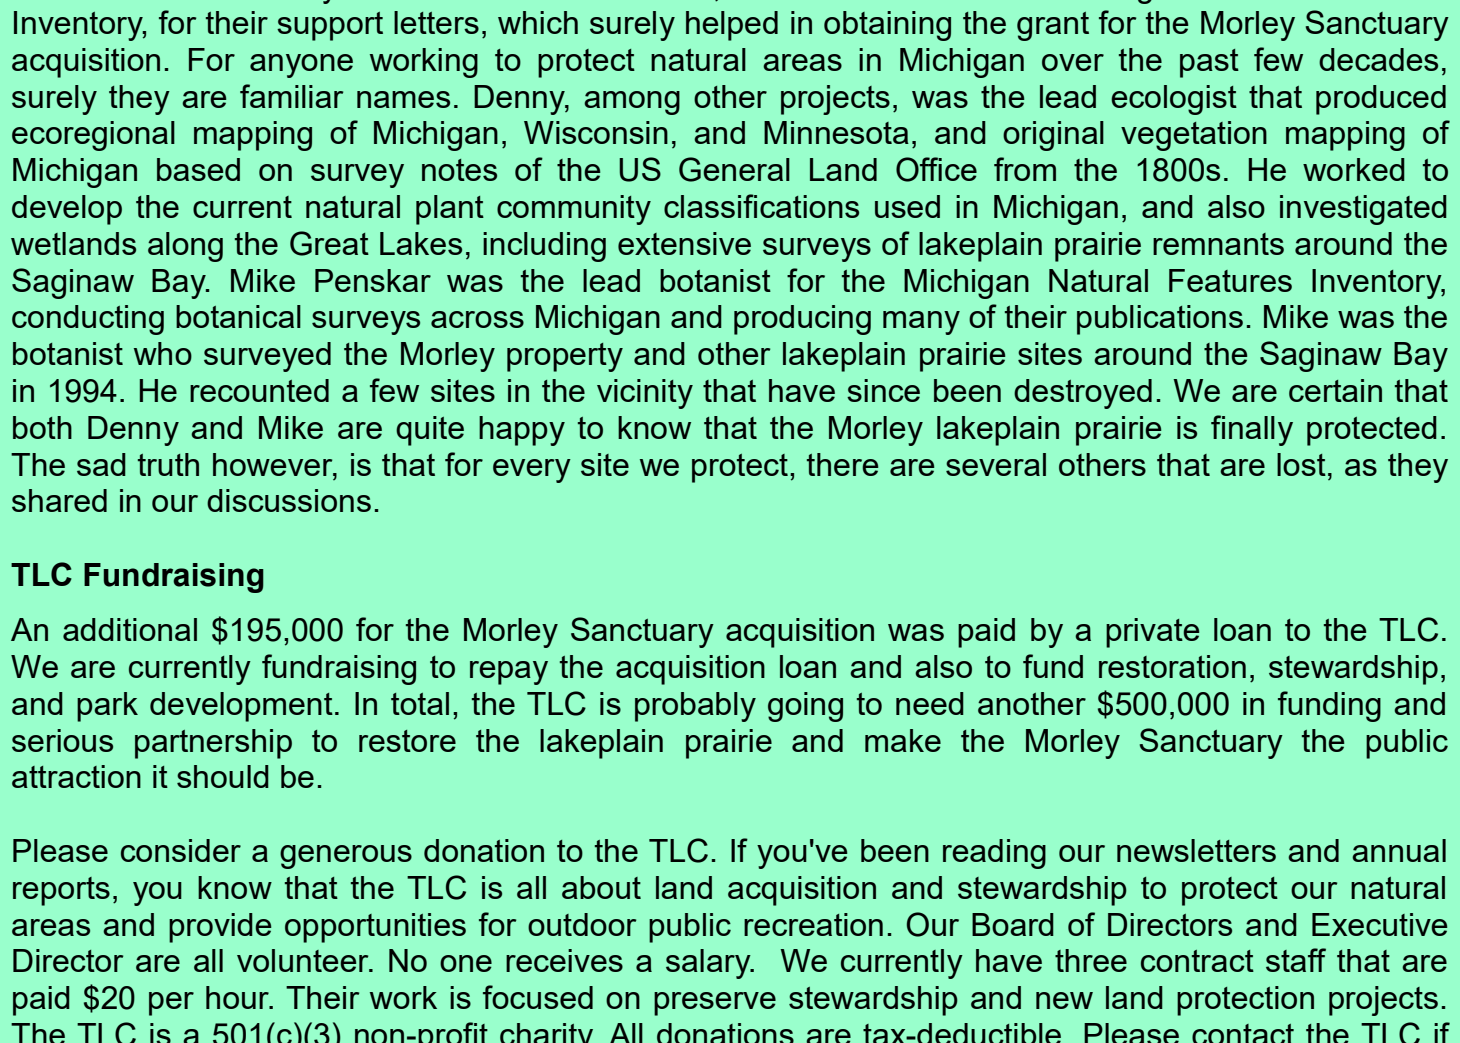 Inventory, for their support letters, which surely helped in obtaining the grant for the Morley Sanctuary
acquisition. For anyone working to protect natural areas in Michigan over the past few decades,
surely they are familiar names. Denny, among other projects, was the lead ecologist that produced
ecoregional mapping of Michigan, Wisconsin, and Minnesota, and original vegetation mapping of
Michigan based on survey notes of the US General Land Office from the 1800s. He worked to
develop the current natural plant community classifications used in Michigan, and also investigated
wetlands along the Great Lakes, including extensive surveys of lakeplain prairie remnants around the
Saginaw Bay. Mike Penskar was the lead botanist for the Michigan Natural Features Inventory,
conducting botanical surveys across Michigan and producing many of their publications. Mike was the
botanist who surveyed the Morley property and other lakeplain prairie sites around the Saginaw Bay
in 1994. He recounted a few sites in the vicinity that have since been destroyed. We are certain that
both Denny and Mike are quite happy to know that the Morley lakeplain prairie is finally protected.
The sad truth however, is that for every site we protect, there are several others that are lost, as they
shared in our discussions.
TLC Fundraising
An additional $195,000 for the Morley Sanctuary acquisition was paid by a private loan to the TLC.
We are currently fundraising to repay the acquisition loan and also to fund restoration, stewardship,
and park development. In total, the TLC is probably going to need another $500,000 in funding and
serious partnership to restore the lakeplain prairie and make the Morley Sanctuary the public
attraction it should be.
Please consider a generous donation to the TLC. If you've been reading our newsletters and annual
reports, you know that the TLC is all about land acquisition and stewardship to protect our natural
areas and provide opportunities for outdoor public recreation. Our Board of Directors and Executive
Director are all volunteer. No one receives a salary.  We currently have three contract staff that are
paid $20 per hour. Their work is focused on preserve stewardship and new land protection projects.
The TLC is a 501(c)(3) non-profit charity. All donations are tax-deductible. Please contact the TLC if